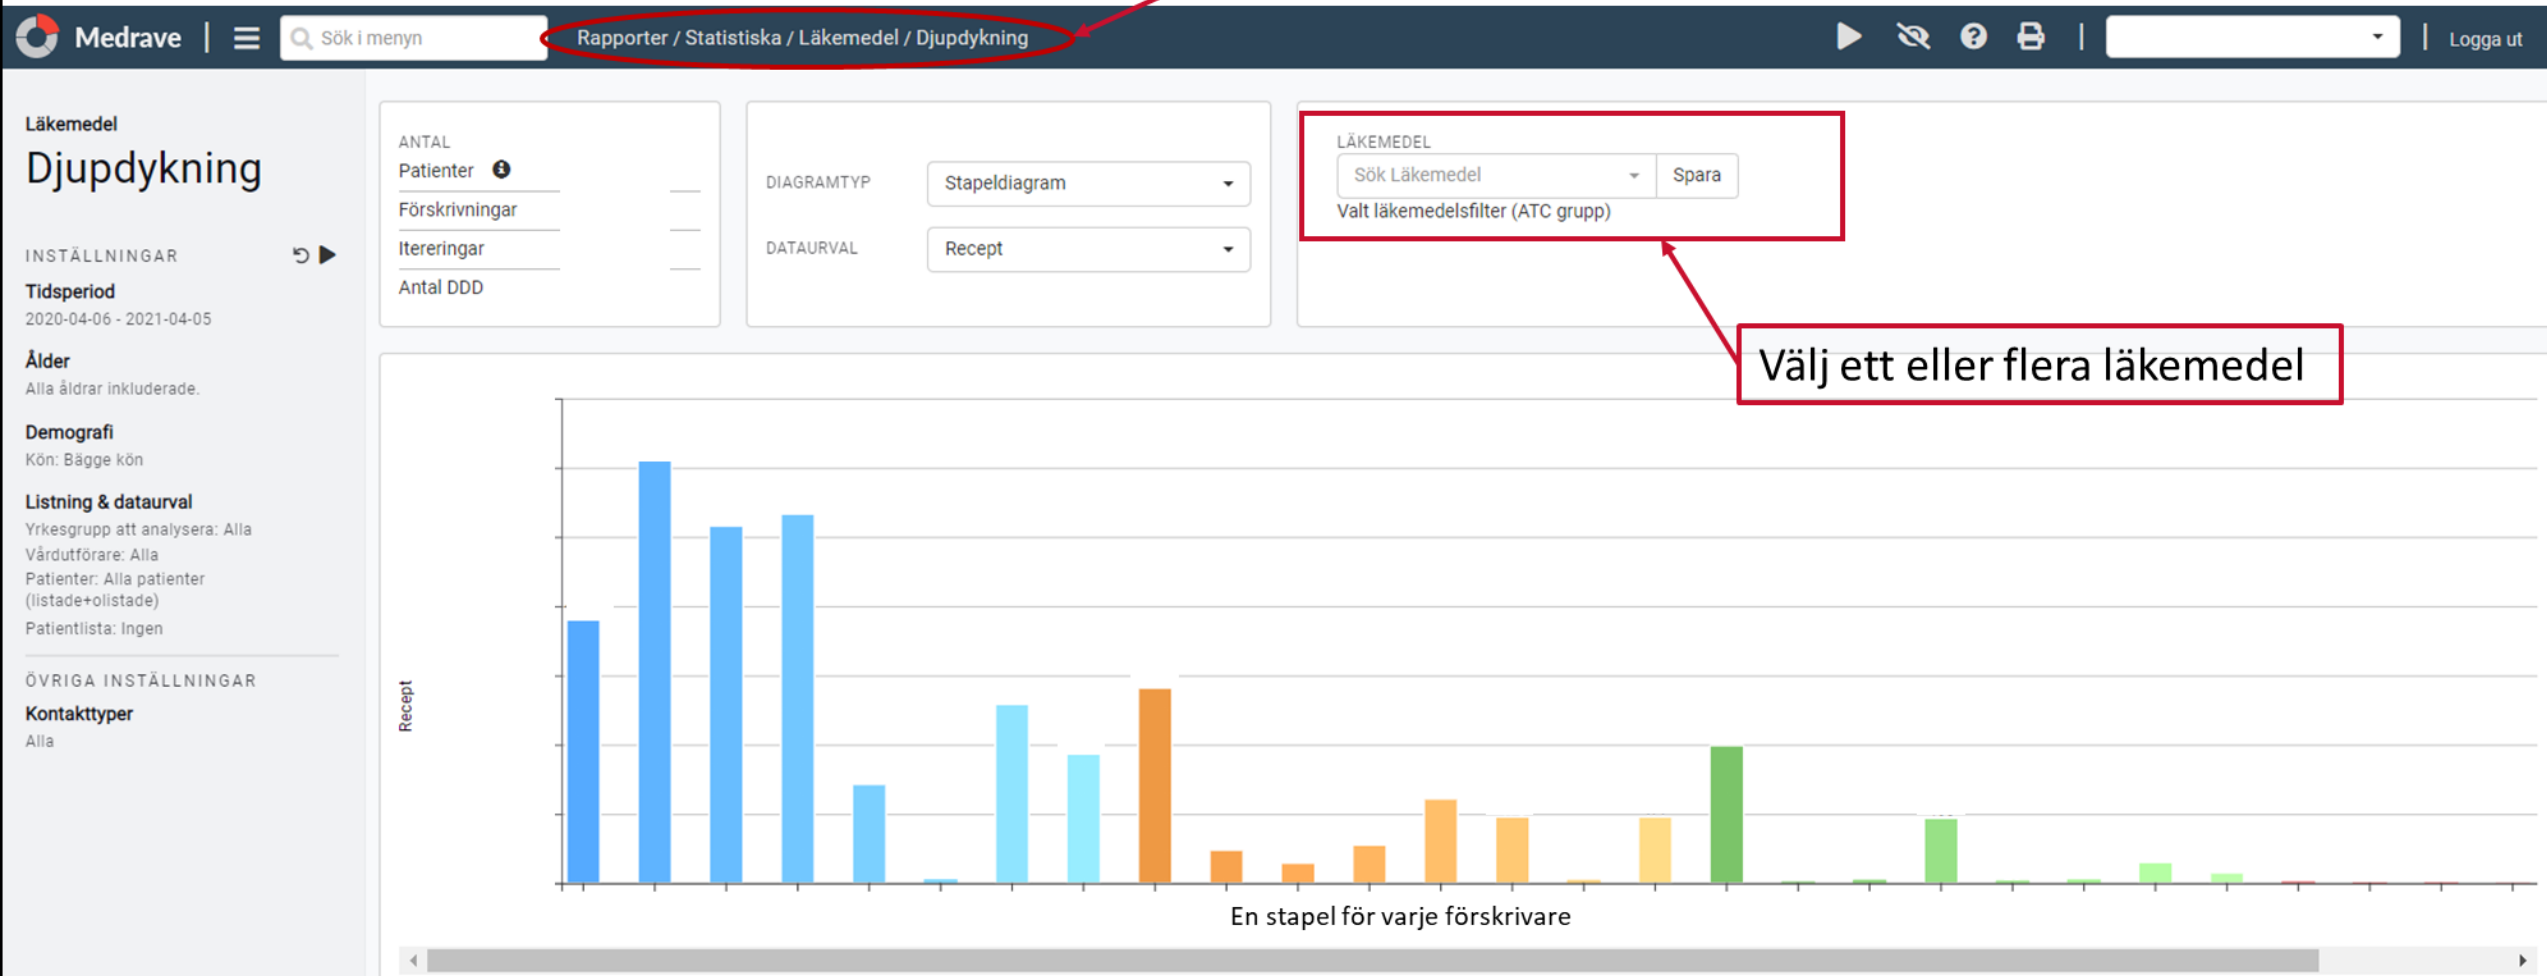 Medrave
Sök i menyn
Rapporter / Statistiska / Läkemedel / Djupdykning
Logga ut
Läkemedel
Djupdykning
INSTÄLLNINGAR
Tidsperiod
2020-04-06 - 2021-04-05
Ålder
Alla åldrar inkluderade.
Demografi
Kön: Bägge kön
Listning & dataurval
Yrkesgrupp att analysera: Alla
Vårdutförare: Alla
Patienter: Alla patienter
(listade+olistade)
Patientlista: Ingen
ÖVRIGA INSTÄLLNINGAR
Kontakttyper
Alla
ANTAL
Patienter
Förskrivningar
Itereringar
Antal DDD
DIAGRAMTYP
Stapeldiagram
DATAURVAL
Recept
LÄKEMEDEL
Sök Läkemedel
Spara
Valt läkemedelsfilter (ATC grupp)
Välj ett eller flera läkemedel
Recept
En stapel för varje förskrivare